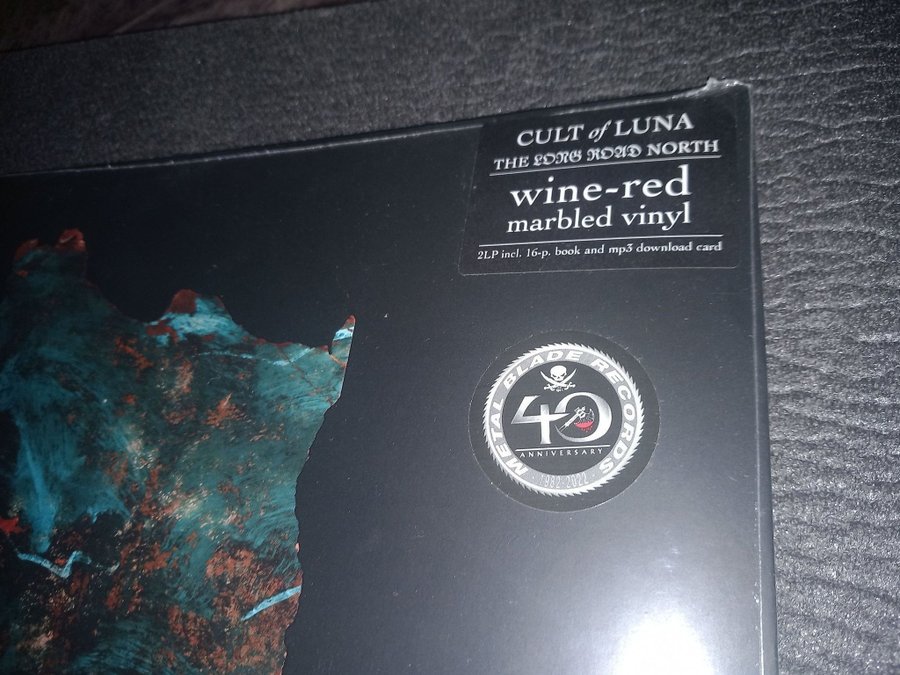 CULT of LUNA
THE LONG ROAD NORTH
wine-red
marbled vinyl
2LP incl. 16-p. book and mp3 download card
METAL BLADE RECORDS
40
ANNIVERSARY
· 1982-2022 ·